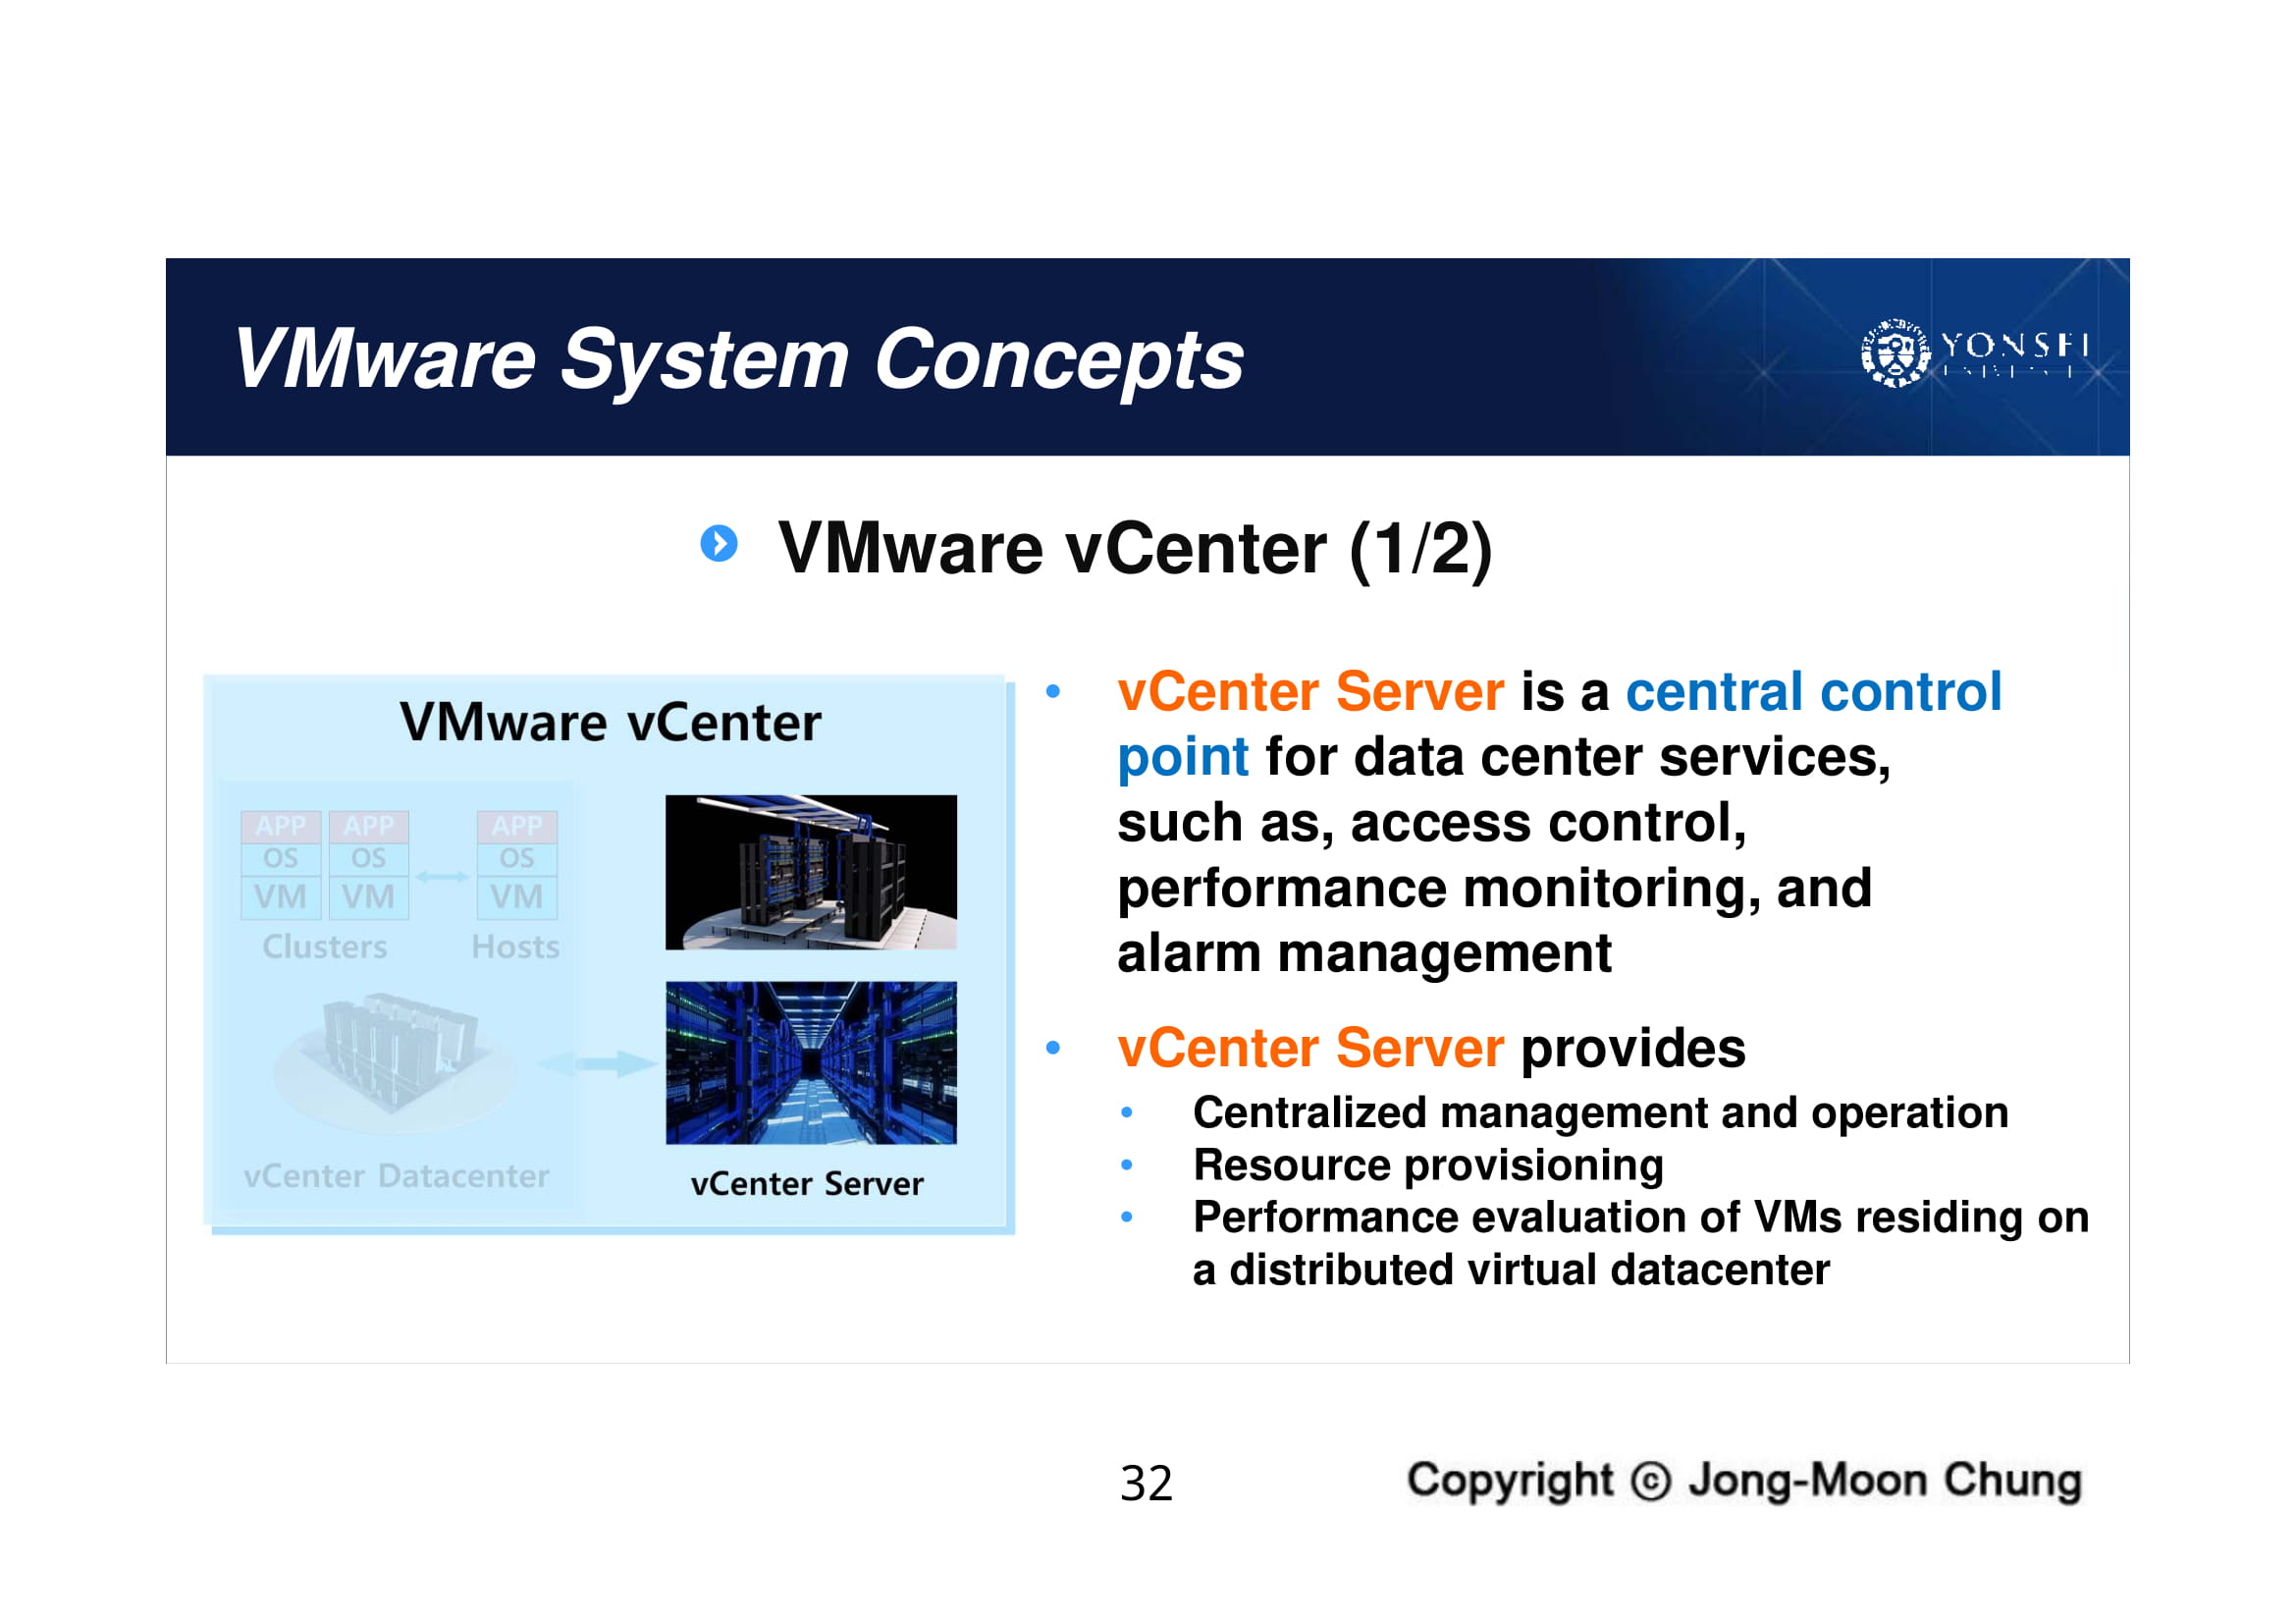 VMware System Concepts
YONSEI
VMware vCenter (1/2)
VMware vCenter
APP APP APP
OS OS OS
VM VM VM
Clusters Hosts
vCenter Datacenter
vCenter Server
• vCenter Server is a central control
point for data center services,
such as, access control,
performance monitoring, and
alarm management
• vCenter Server provides
• Centralized management and operation
• Resource provisioning
• Performance evaluation of VMs residing on
a distributed virtual datacenter
32
Copyright © Jong-Moon Chung